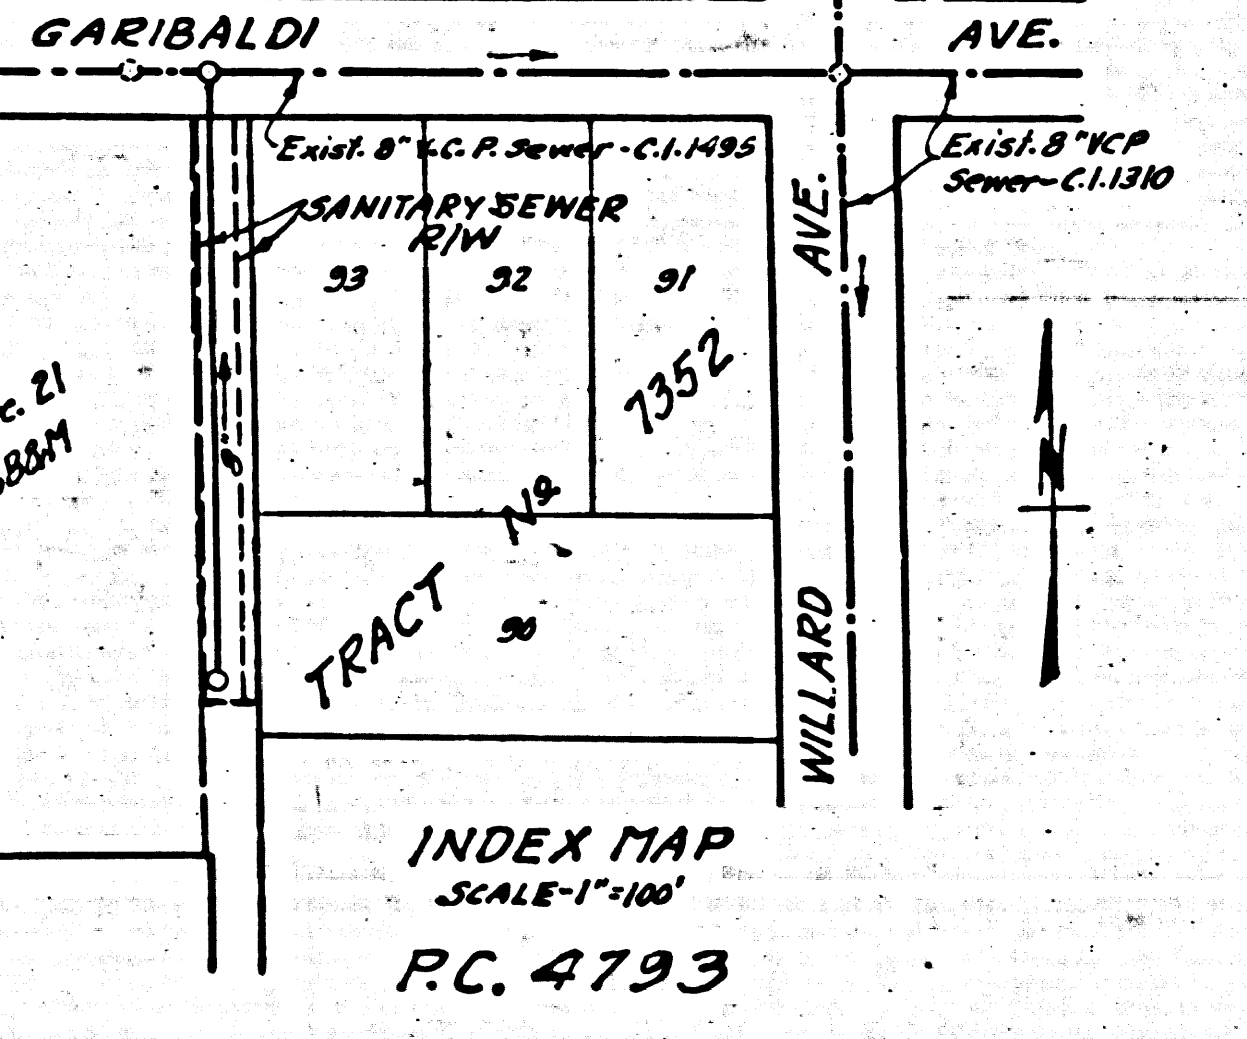 GARIBALDI AVE.
Exist. 8" V.C.P. Sewer - C.I. 1495
Exist. 8" VCP
Sewer - C.I. 1310
SANITARY SEWER
R/W
AVE.
93 92 91
7352
c. 21
8"
Nº
TRACT
90
WILLARD
N
INDEX MAP
SCALE - 1" = 100'
P.C. 4793